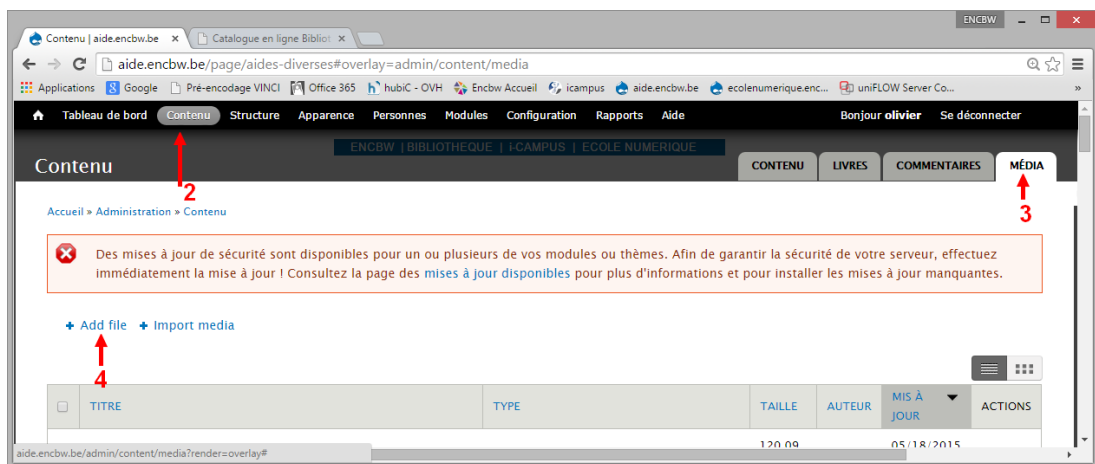 ENCBW
Contenu | aide.encbw.be
Catalogue en ligne Bibliot
aide.encbw.be/page/aides-diverses#overlay=admin/content/media
Applications Google Pré-encodage VINCI Office 365 hubiC - OVH Encbw Accueil icampus aide.encbw.be ecolenumerique.enc... uniFLOW Server Co... »
Tableau de bord Contenu Structure Apparence Personnes Modules Configuration Rapports Aide Bonjour olivier Se déconnecter
ENCBW | BIBLIOTHEQUE | i-CAMPUS | ECOLE NUMERIQUE
Contenu
CONTENU LIVRES COMMENTAIRES MÉDIA
2
3
Accueil » Administration » Contenu
Des mises à jour de sécurité sont disponibles pour un ou plusieurs de vos modules ou thèmes. Afin de garantir la sécurité de votre serveur, effectuez
immédiatement la mise à jour ! Consultez la page des mises à jour disponibles pour plus d'informations et pour installer les mises à jour manquantes.
+ Add file + Import media
4
TITRE TYPE TAILLE AUTEUR MIS À JOUR ACTIONS
120.09 05/18/2015
aide.encbw.be/admin/content/media?render=overlay#